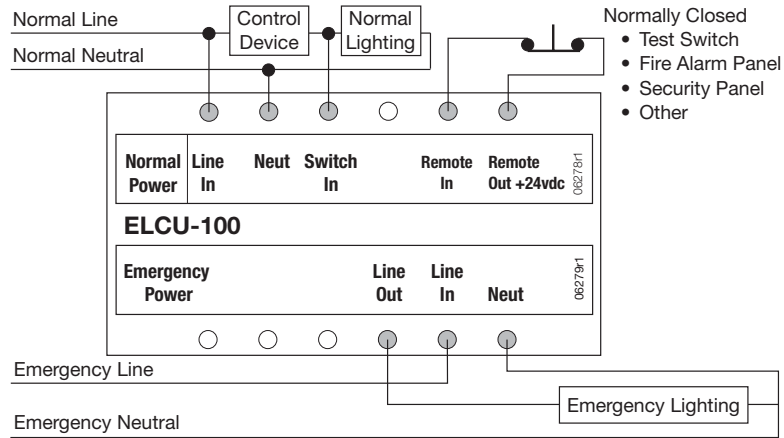 Normal Line
Control
Device
Normal
Lighting
Normal Neutral
Normally Closed
• Test Switch
• Fire Alarm Panel
• Security Panel
• Other
Normal
Power
Line
In
Neut
Switch
In
Remote
In
Remote
Out +24vdc
06278r1
ELCU-100
Emergency
Power
Line
Out
Line
In
Neut
06279r1
Emergency Line
Emergency Lighting
Emergency Neutral